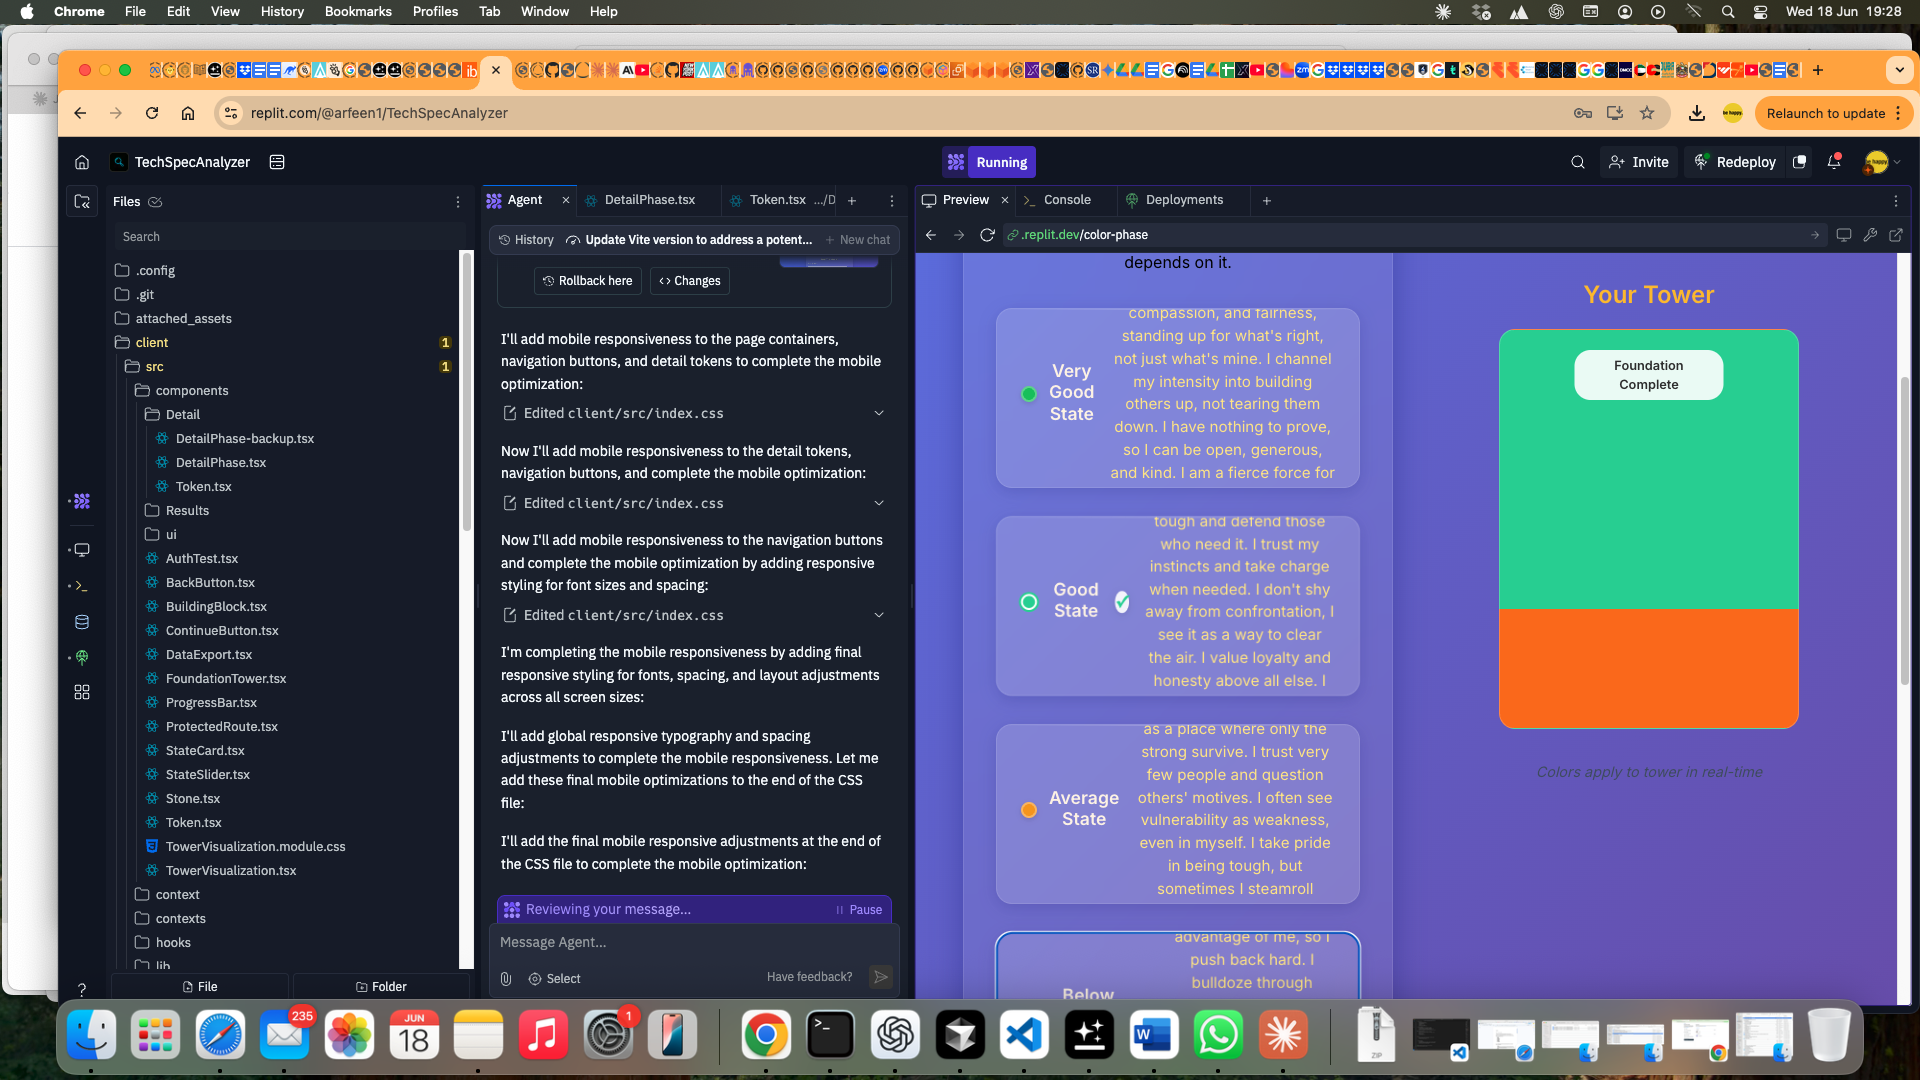 Chrome File Edit View History Bookmarks Profiles Tab Window Help
Wed 18 Jun 19:28
replit.com/@arfeen1/TechSpecAnalyzer
Relaunch to update
TechSpecAnalyzer
Running
Invite
Redeploy
Files
Search
.config
.git
attached_assets
client 1
src 1
components
Detail
DetailPhase-backup.tsx
DetailPhase.tsx
Token.tsx
Results
ui
AuthTest.tsx
BackButton.tsx
BuildingBlock.tsx
ContinueButton.tsx
DataExport.tsx
FoundationTower.tsx
ProgressBar.tsx
ProtectedRoute.tsx
StateCard.tsx
StateSlider.tsx
Stone.tsx
Token.tsx
TowerVisualization.module.css
TowerVisualization.tsx
context
contexts
hooks
lib
File
Folder
Agent
DetailPhase.tsx
Token.tsx .../D
History
Update Vite version to address a potent...
New chat
Rollback here
Changes
I'll add mobile responsiveness to the page containers,
navigation buttons, and detail tokens to complete the mobile
optimization:
Edited client/src/index.css
Now I'll add mobile responsiveness to the detail tokens,
navigation buttons, and complete the mobile optimization:
Edited client/src/index.css
Now I'll add mobile responsiveness to the navigation buttons
and complete the mobile optimization by adding responsive
styling for font sizes and spacing:
Edited client/src/index.css
I'm completing the mobile responsiveness by adding final
responsive styling for fonts, spacing, and layout adjustments
across all screen sizes:
I'll add global responsive typography and spacing
adjustments to complete the mobile responsiveness. Let me
add these final mobile optimizations to the end of the CSS
file:
I'll add the final mobile responsive adjustments at the end of
the CSS file to complete the mobile optimization:
Reviewing your message...
Pause
Message Agent...
Select
Have feedback?
Preview
Console
Deployments
.replit.dev/color-phase
depends on it.
Very
Good
State
compassion, and fairness,
standing up for what's right,
not just what's mine. I channel
my intensity into building
others up, not tearing them
down. I have nothing to prove,
so I can be open, generous,
and kind. I am a fierce force for
Good
State
tough and defend those
who need it. I trust my
instincts and take charge
when needed. I don't shy
away from confrontation, I
see it as a way to clear
the air. I value loyalty and
honesty above all else. I
Average
State
as a place where only the
strong survive. I trust very
few people and question
others' motives. I often see
vulnerability as weakness,
even in myself. I take pride
in being tough, but
sometimes I steamroll
Below
advantage of me, so I
push back hard. I
bulldoze through
Your Tower
Foundation
Complete
Colors apply to tower in real-time
235
JUN
18
1
ZIP